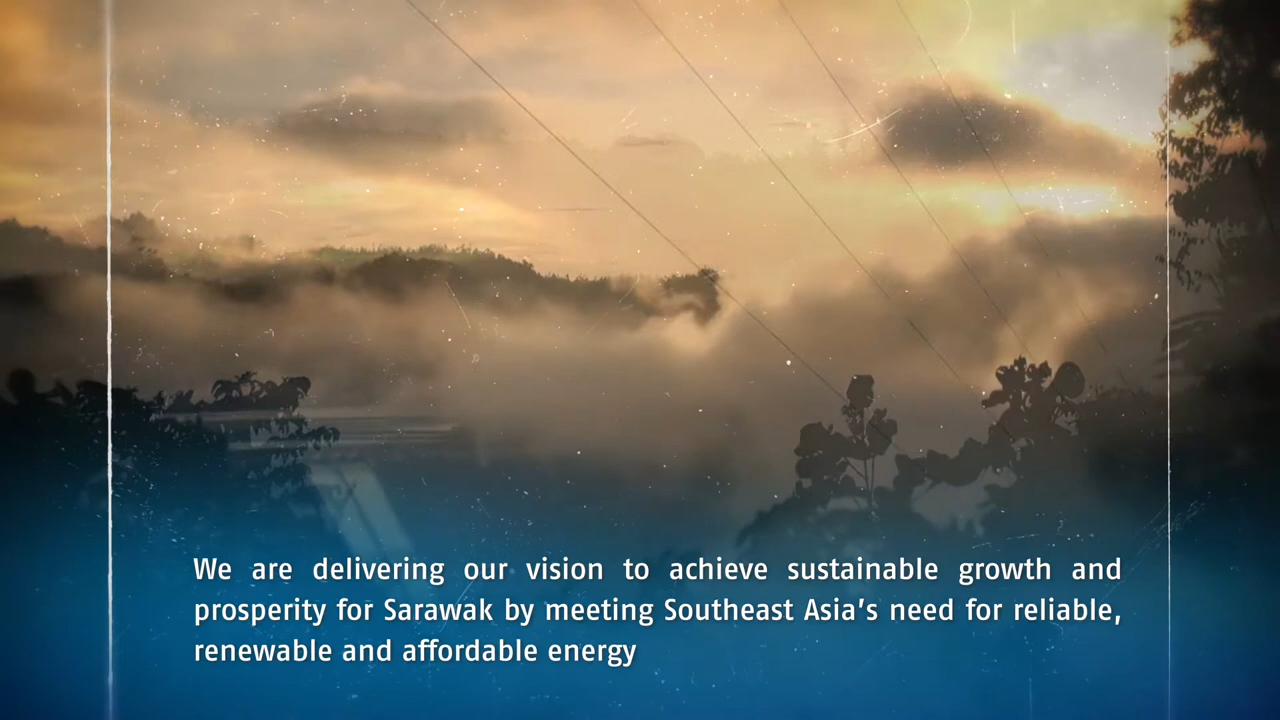 We are delivering our vision to achieve sustainable growth and
prosperity for Sarawak by meeting Southeast Asia's need for reliable,
renewable and affordable energy